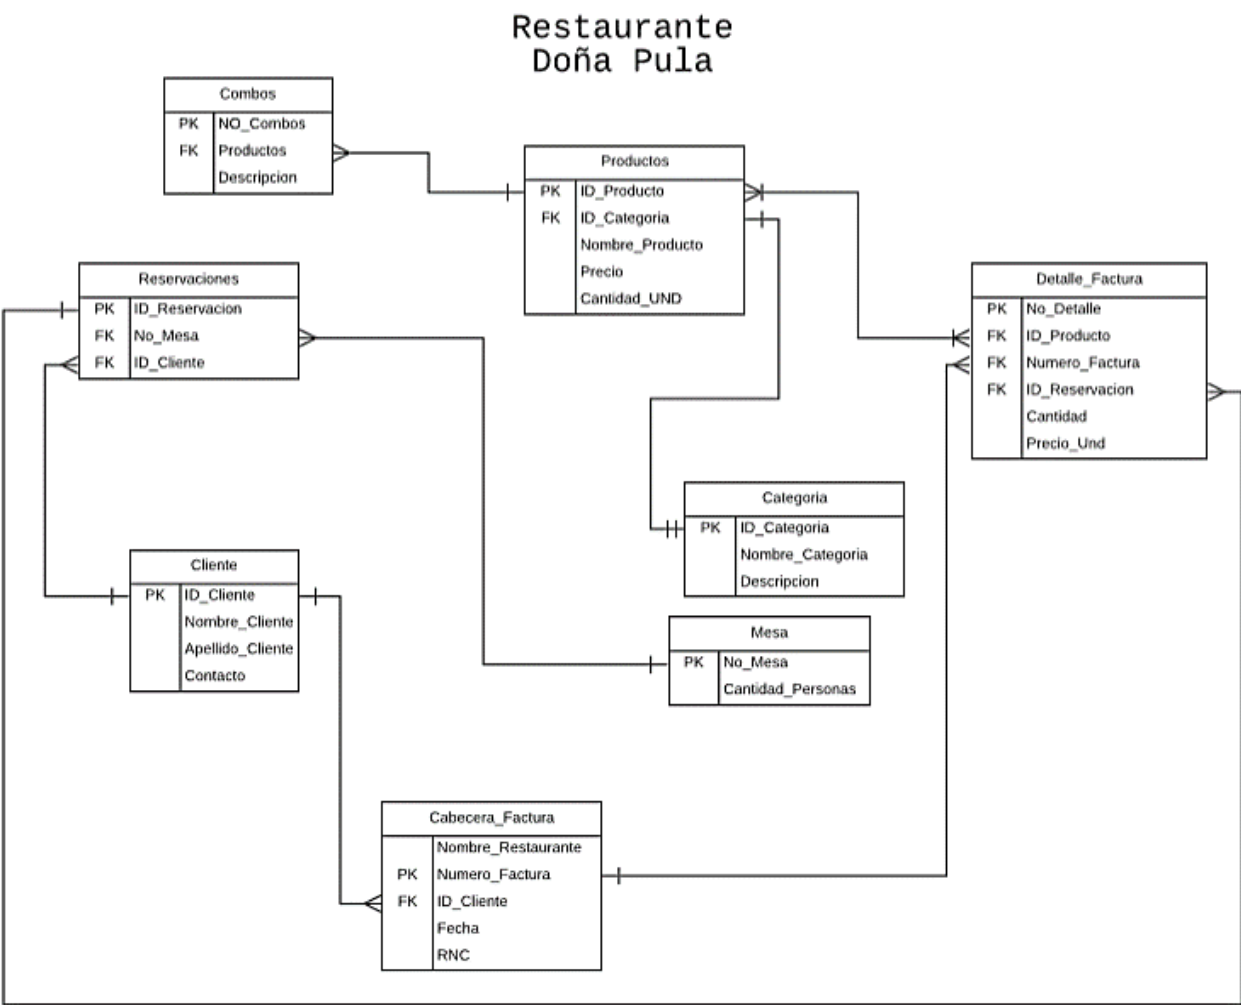 Restaurante
Doña Pula
Combos
PK NO_Combos
FK Productos
Descripcion
Productos
PK ID_Producto
FK ID_Categoria
Nombre_Producto
Precio
Cantidad_UND
Reservaciones
PK ID_Reservacion
FK No_Mesa
FK ID_Cliente
Detalle_Factura
PK No_Detalle
FK ID_Producto
FK Numero_Factura
FK ID_Reservacion
Cantidad
Precio_Und
Categoria
PK ID_Categoria
Nombre_Categoria
Descripcion
Cliente
PK ID_Cliente
Nombre_Cliente
Apellido_Cliente
Contacto
Mesa
PK No_Mesa
Cantidad_Personas
Cabecera_Factura
Nombre_Restaurante
PK Numero_Factura
FK ID_Cliente
Fecha
RNC